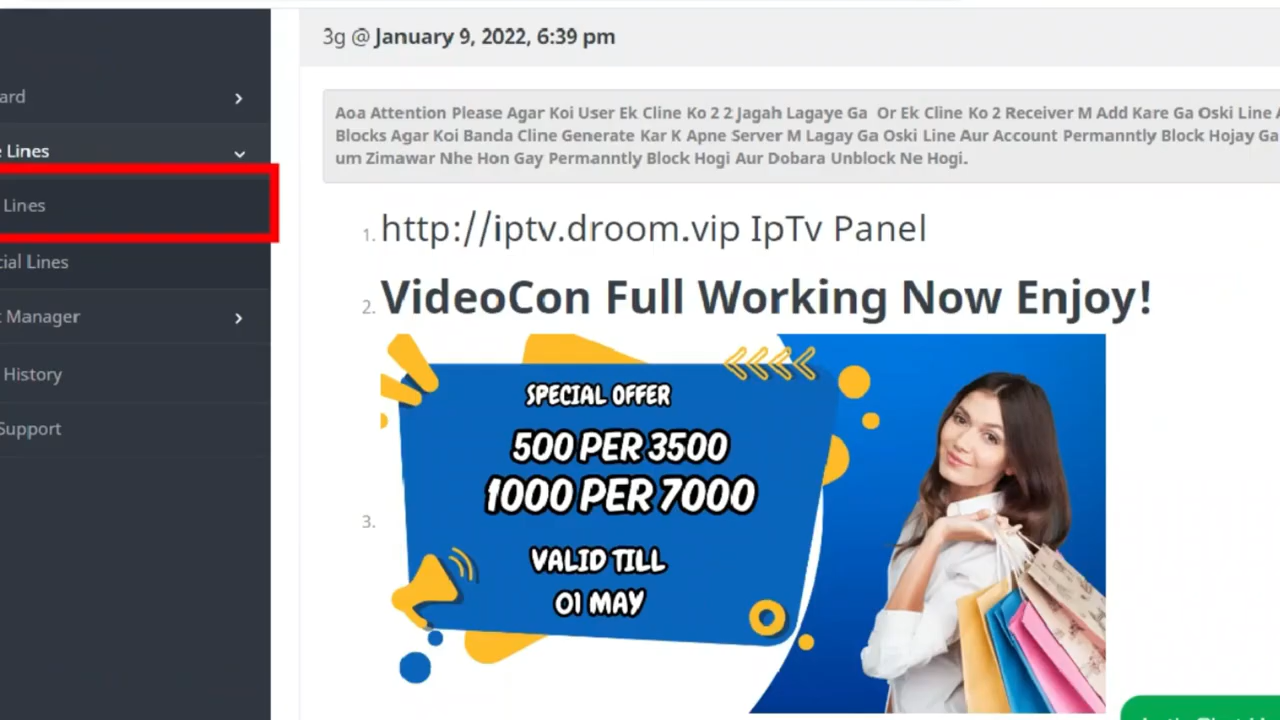 3g @ January 9, 2022, 6:39 pm
ard
Lines
Lines
cial Lines
Manager
History
Support
Aoa Attention Please Agar Koi User Ek Cline Ko 2 2 Jagah Lagaye Ga Or Ek Cline Ko 2 Receiver M Add Kare Ga Oski Line A
Blocks Agar Koi Banda Cline Generate Kar K Apne Server M Lagay Ga Oski Line Aur Account Permanntly Block Hojay Ga
um Zimawar Nhe Hon Gay Permanntly Block Hogi Aur Dobara Unblock Ne Hogi.
1. http://iptv.droom.vip IpTv Panel
2. VideoCon Full Working Now Enjoy!
3.
SPECIAL OFFER
500 PER 3500
1000 PER 7000
VALID TILL
01 MAY